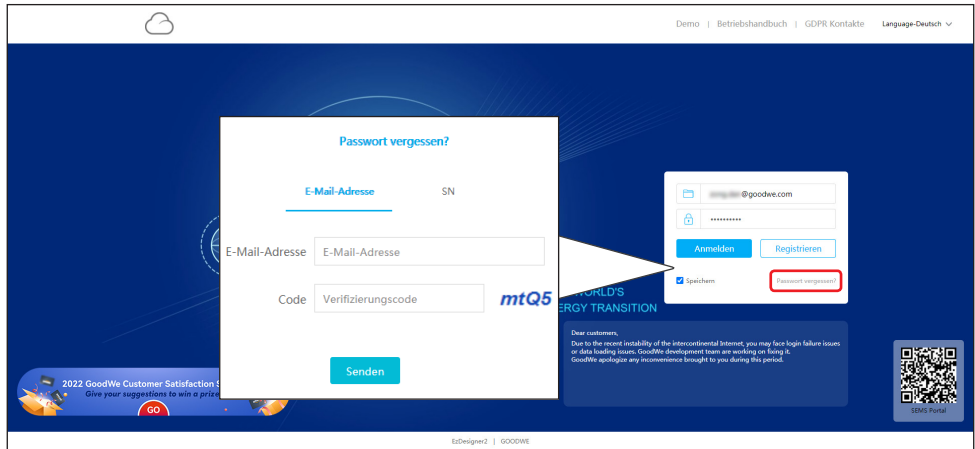 Demo | Betriebshandbuch | GDPR Kontakte Language-Deutsch
Passwort vergessen?
E-Mail-Adresse SN
E-Mail-Adresse E-Mail-Adresse
Code Verifizierungscode mtQ5
Senden
@goodwe.com
Anmelden Registrieren
Speichern Passwort vergessen?
WORLD'S
ERGY TRANSITION
Dear customers,
Due to the recent instability of the intercontinental Internet, you may face login failure issues
or data loading issues. GoodWe development team are working on fixing it.
GoodWe apologize any inconvenience brought to you during this period.
2022 GoodWe Customer Satisfaction S
Give your suggestions to win a prize
GO
SEMS Portal
EzDesigner2 | GOODWE